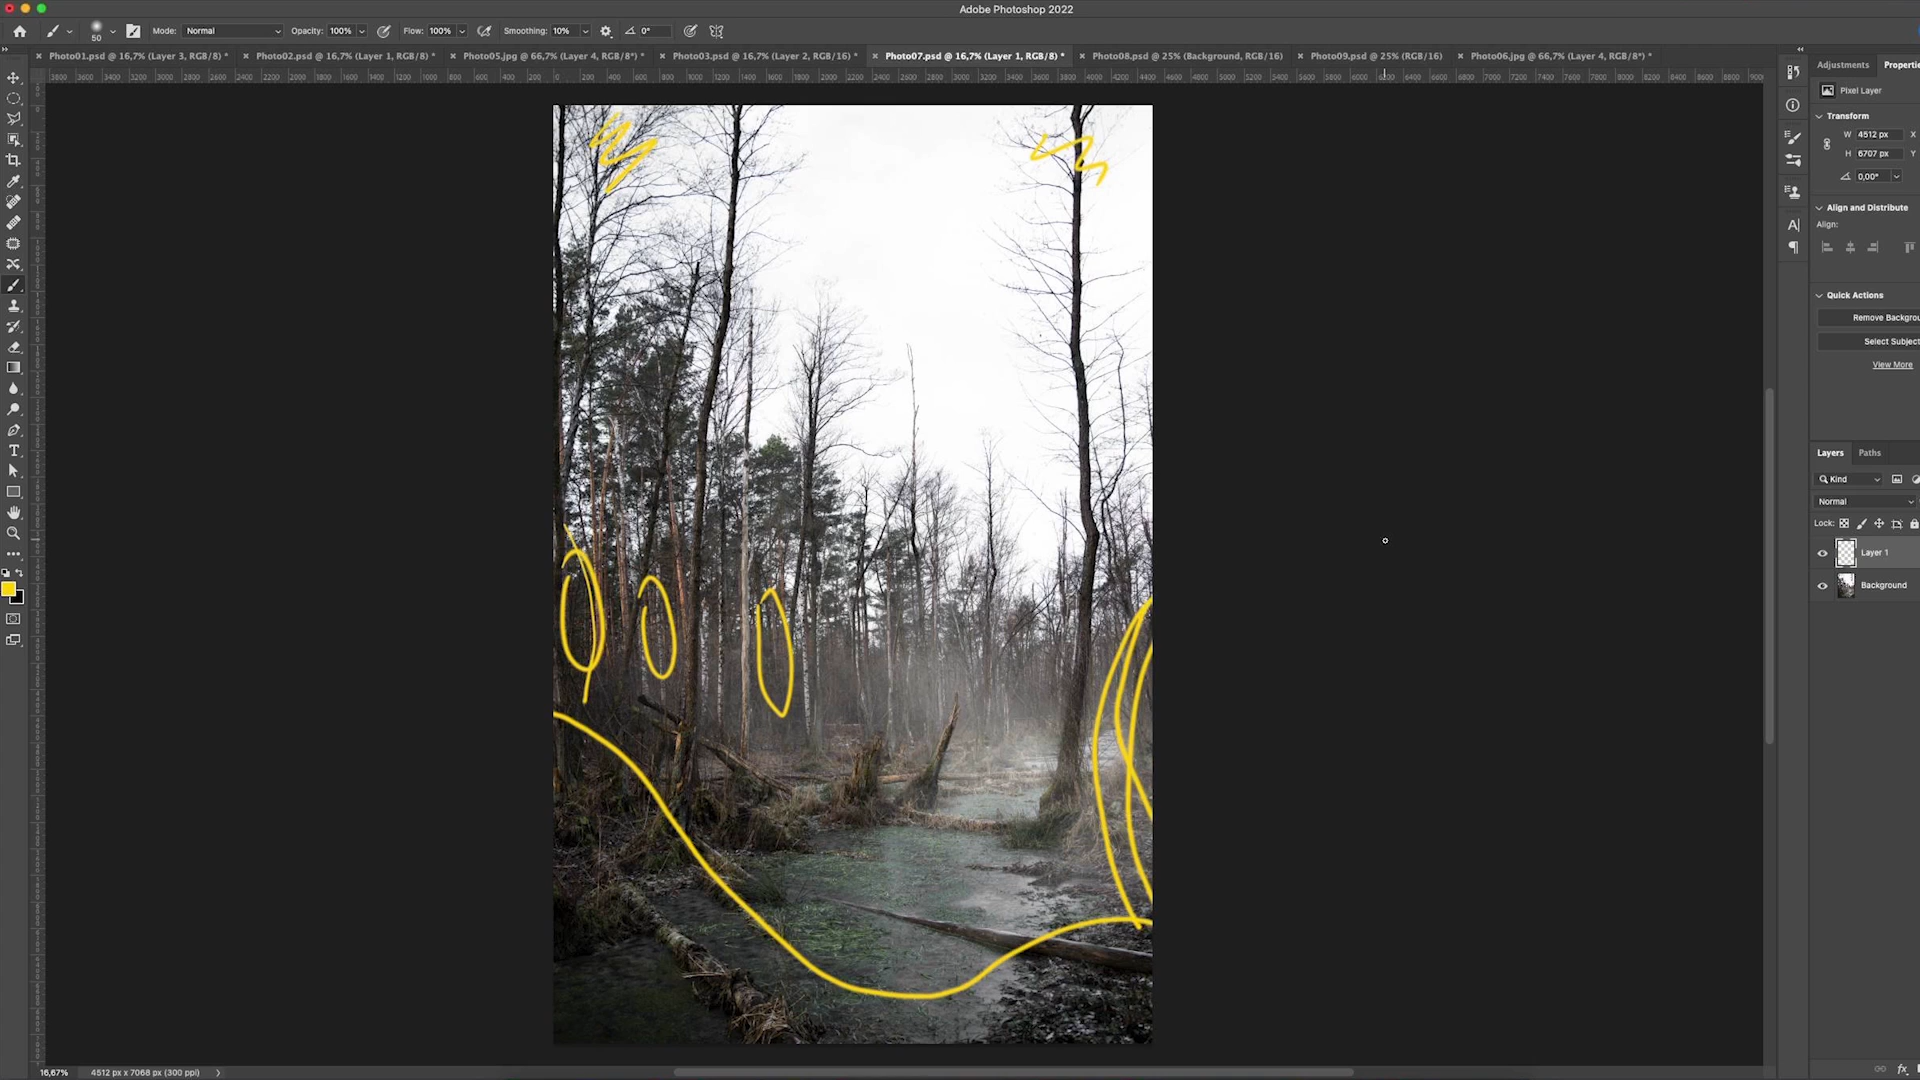 Adobe Photoshop 2022
50
Mode: Normal
Opacity: 100%
Flow: 100%
Smoothing: 10%
0°
Photo01.psd @ 16,7% (Layer 3, RGB/8) *
Photo02.psd @ 16,7% (Layer 1, RGB/8) *
Photo05.jpg @ 66,7% (Layer 4, RGB/8*) *
Photo03.psd @ 16,7% (Layer 2, RGB/16) *
Photo07.psd @ 16,7% (Layer 1, RGB/8) *
Photo08.psd @ 25% (Background, RGB/16)
Photo09.psd @ 25% (RGB/16)
Photo06.jpg @ 66,7% (Layer 4, RGB/8*) *
Adjustments
Properti
Pixel Layer
Transform
W 4512 px X
H 6707 px Y
0,00°
Align and Distribute
Align:
Quick Actions
Remove Backgrou
Select Subject
View More
Layers
Paths
Kind
Normal
Lock:
Layer 1
Background
fx
16,67%
4512 px x 7068 px (300 ppi)